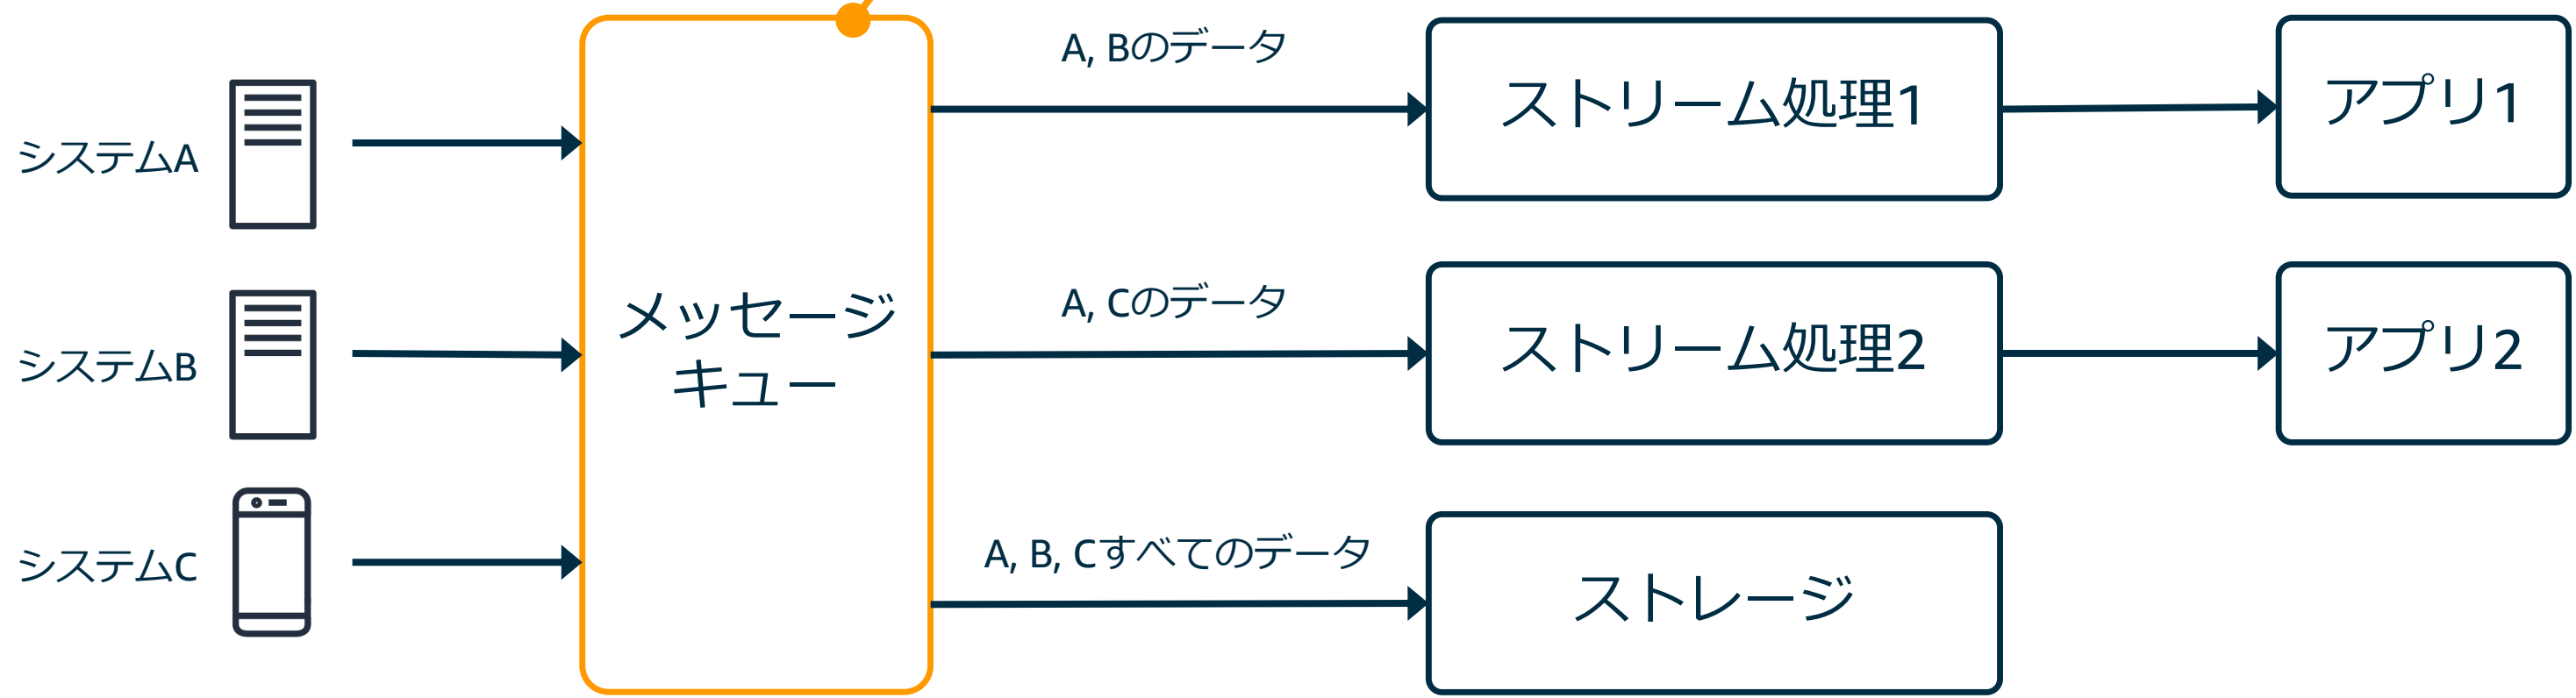 システムA
システムB
システムC
メッセージ
キュー
A, Bのデータ
A, Cのデータ
A, B, Cすべてのデータ
ストリーム処理1
ストリーム処理2
ストレージ
アプリ1
アプリ2